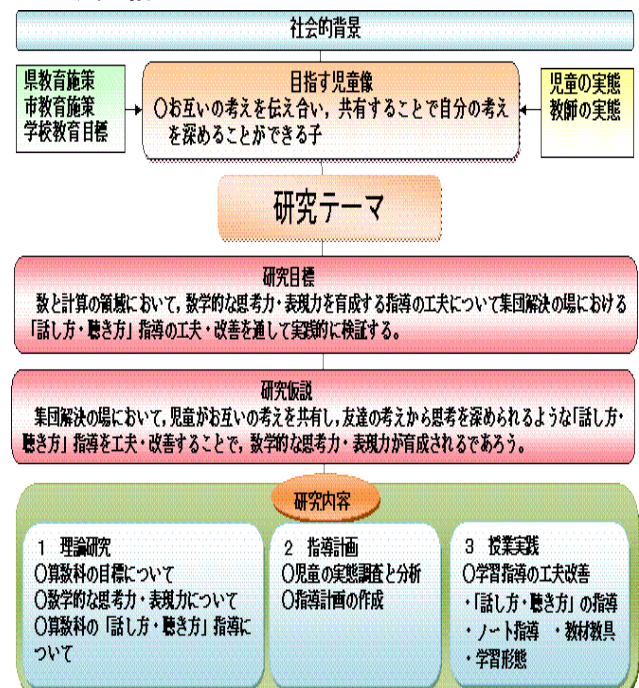 社会的背景
県教育施策
市教育施策
学校教育目標
目指す児童像
○お互いの考えを伝え合い，共有することで自分の考え
を深めることができる子
児童の実態
教師の実態
研究テーマ
研究目標
数と計算の領域において，数学的な思考力・表現力を育成する指導の工夫について集団解決の場における
「話し方・聴き方」指導の工夫・改善を通して実践的に検証する。
研究仮説
集団解決の場において，児童がお互いの考えを共有し，友達の考えから思考を深められるような「話し方・
聴き方」指導を工夫・改善することで，数学的な思考力・表現力が育成されるであろう。
研究内容
1 理論研究
○算数科の目標について
○数学的な思考力・表現力について
○算数科の「話し方・聴き方」指導に
ついて
2 指導計画
○児童の実態調査と分析
○指導計画の作成
3 授業実践
○学習指導の工夫改善
・「話し方・聴き方」の指導
・ノート指導 ・教材教具
・学習形態